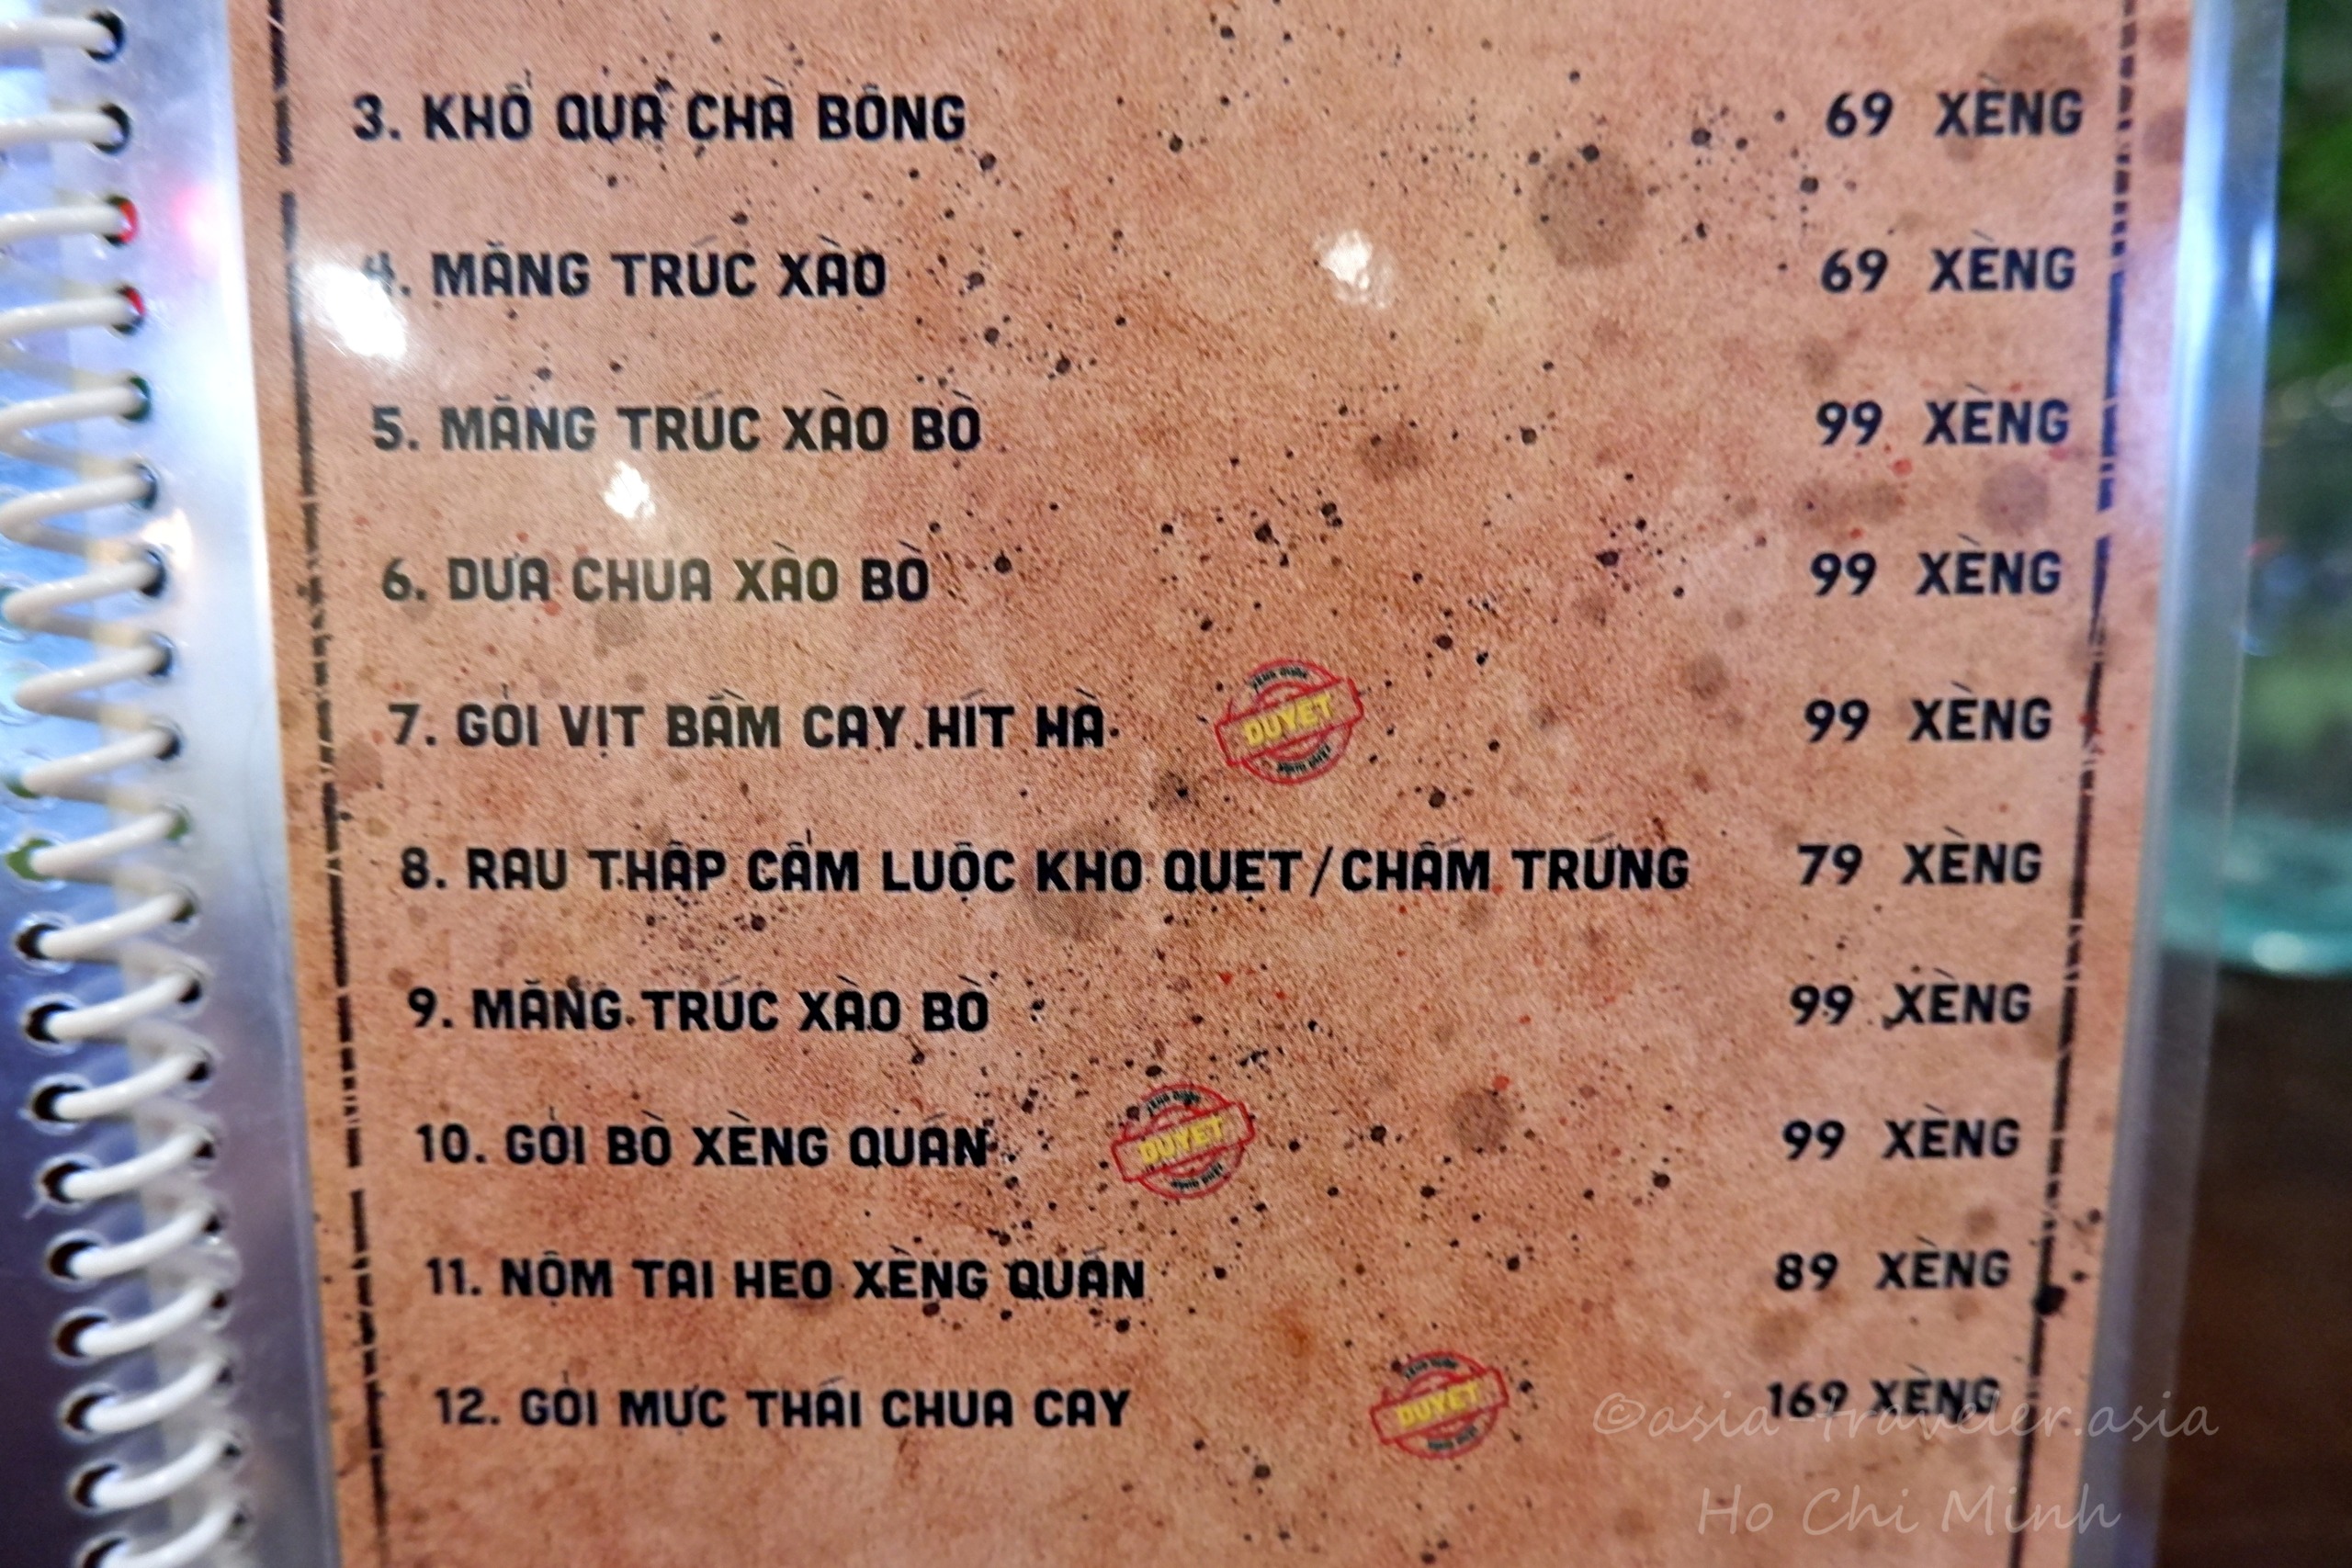 3. KHỔ QUA CHÀ BÔNG 69 XÈNG
4. MĂNG TRÚC XÀO 69 XÈNG
5. MĂNG TRÚC XÀO BÒ 99 XÈNG
6. DƯA CHUA XÀO BÒ 99 XÈNG
7. GỎI VỊT BẰM CAY HÍT HÀ 99 XÈNG
DUYET
8. RAU THẬP CẨM LUỘC KHO QUẸT/CHẤM TRỨNG 79 XÈNG
9. MĂNG TRÚC XÀO BÒ 99 XÈNG
10. GỎI BÒ XÈNG QUÁN 99 XÈNG
DUYET
11. NỘM TAI HEO XÈNG QUÁN 89 XÈNG
12. GỎI MỰC THÁI CHUA CAY 169 XÈNG
DUYET
©asia-traveler.asia
Ho Chi Minh